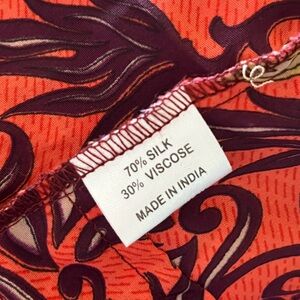 70% SILK
30% VISCOSE
MADE IN INDIA